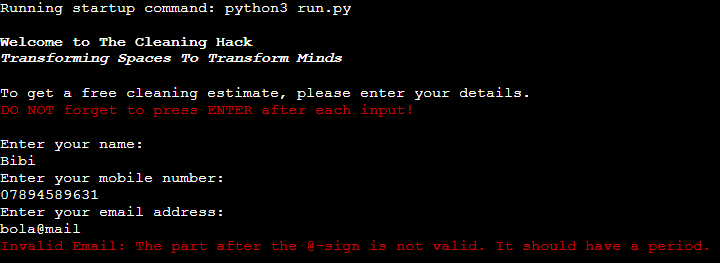 Running startup command: python3 run.py
Welcome to The Cleaning Hack
Transforming Spaces To Transform Minds
To get a free cleaning estimate, please enter your details.
DO NOT forget to press ENTER after each input!
Enter your name:
Bibi
Enter your mobile number:
07894589631
Enter your email address:
bola@mail
Invalid Email: The part after the @-sign is not valid. It should have a period.